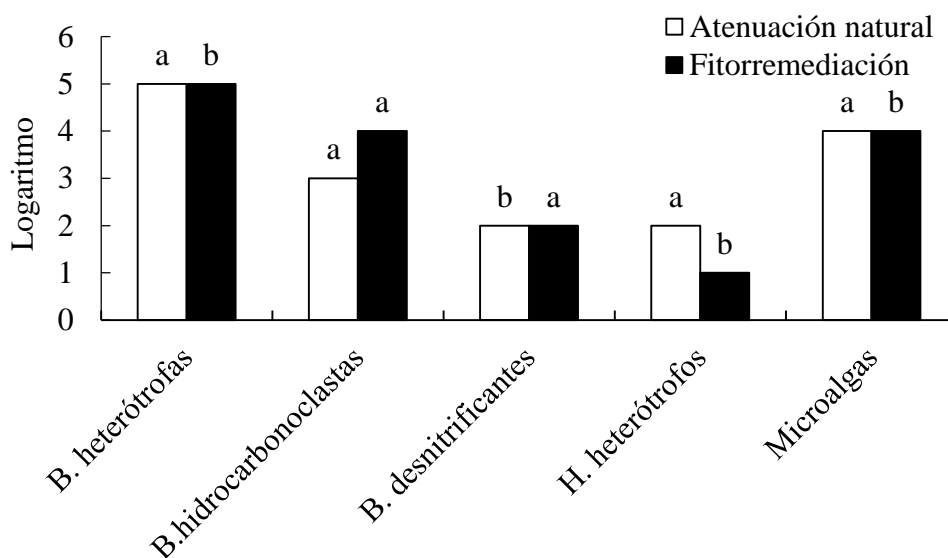 Atenuación natural
Fitorremediación
Logaritmo
6
5
4
3
2
1
0
a b
a a
b a
a b
a b
B. heterótrofas
B.hidrocarbonoclastas
B. desnitrificantes
H. heterótrofos
Microalgas